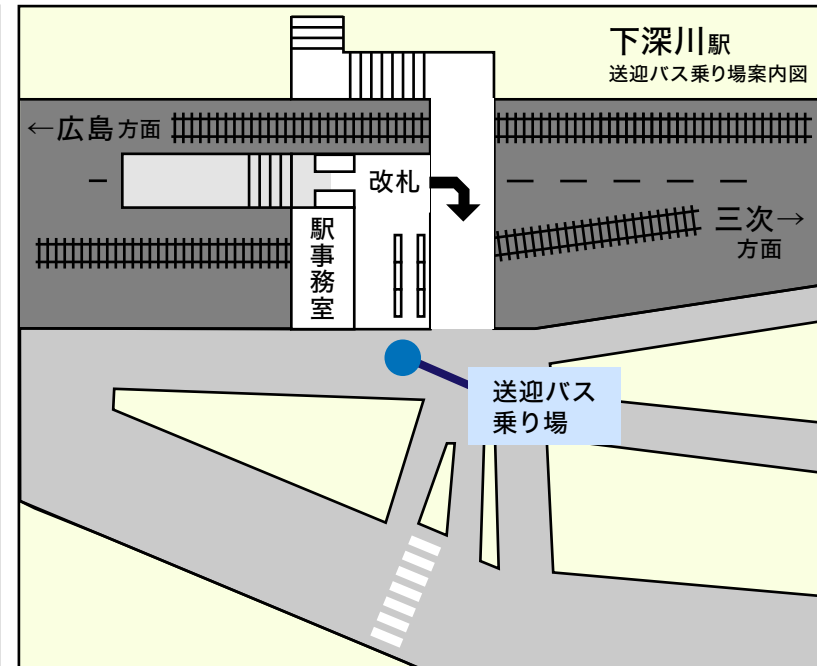 下深川駅
送迎バス乗り場案内図
←広島方面
改札
三次→
方面
駅事務室
送迎バス
乗り場